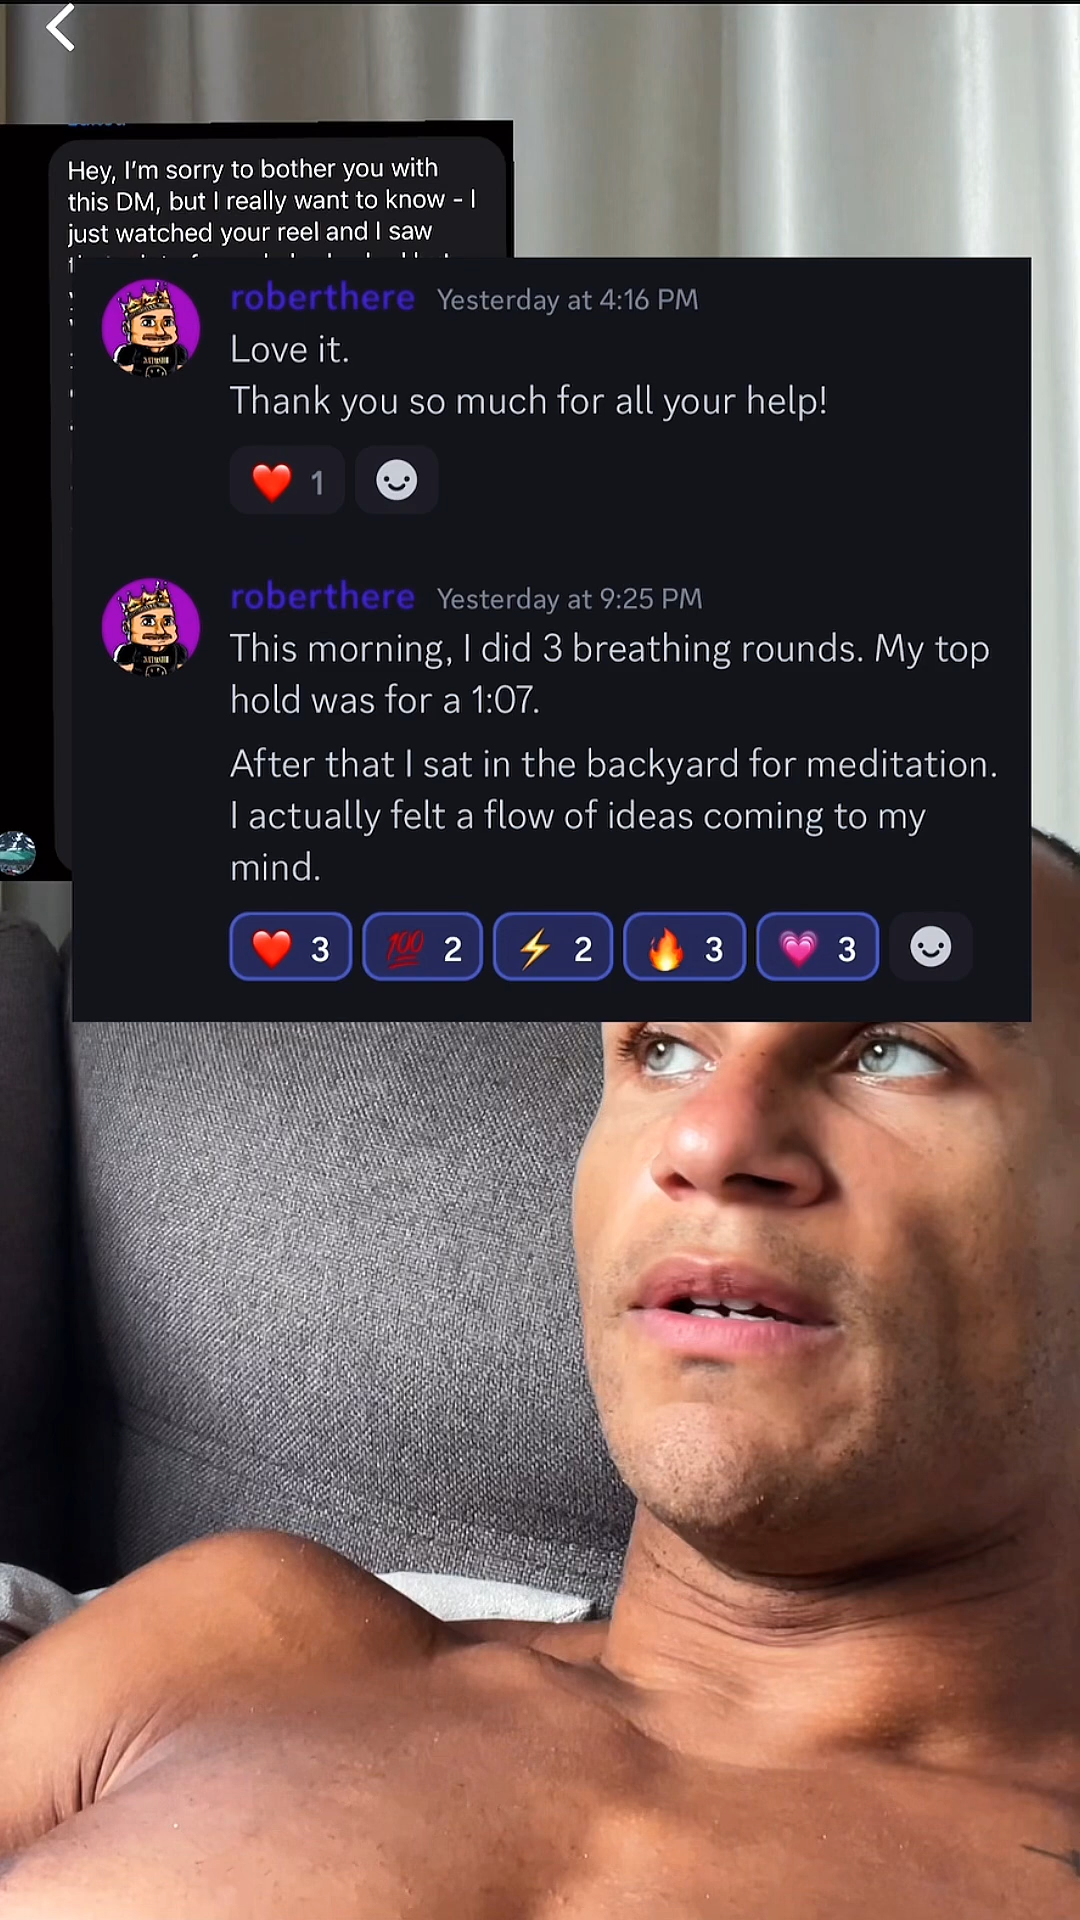 Hey, I'm sorry to bother you with
this DM, but I really want to know - I
just watched your reel and I saw
roberthere Yesterday at 4:16 PM
Love it.
Thank you so much for all your help!
❤️ 1
roberthere Yesterday at 9:25 PM
This morning, I did 3 breathing rounds. My top
hold was for a 1:07.
After that I sat in the backyard for meditation.
I actually felt a flow of ideas coming to my
mind.
❤️ 3 💯 2 ⚡ 2 🔥 3 💗 3